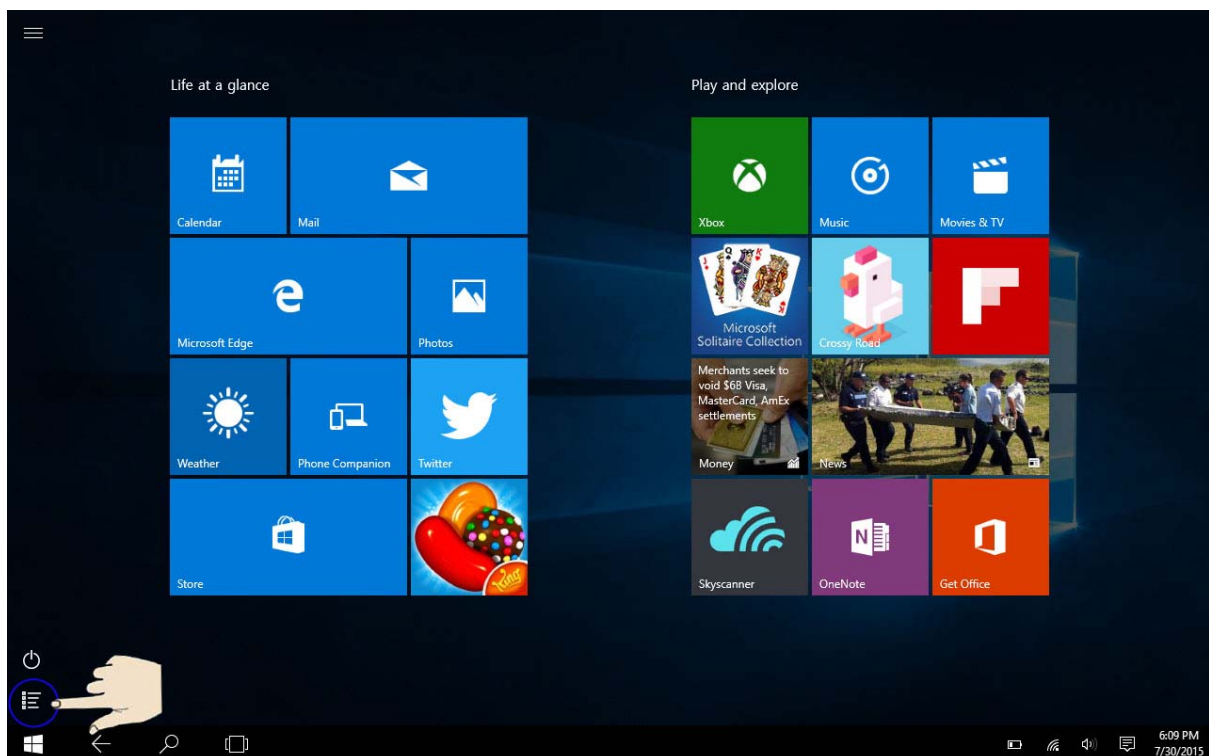 Life at a glance
Play and explore
Calendar
Mail
Xbox
Music
Movies & TV
Microsoft Edge
Photos
Microsoft
Solitaire Collection
Crossy Road
Weather
Phone Companion
Twitter
Merchants seek to
void $6B Visa,
MasterCard, AmEx
settlements
Money
News
Store
King
Skyscanner
OneNote
Get Office
6:09 PM
7/30/2015